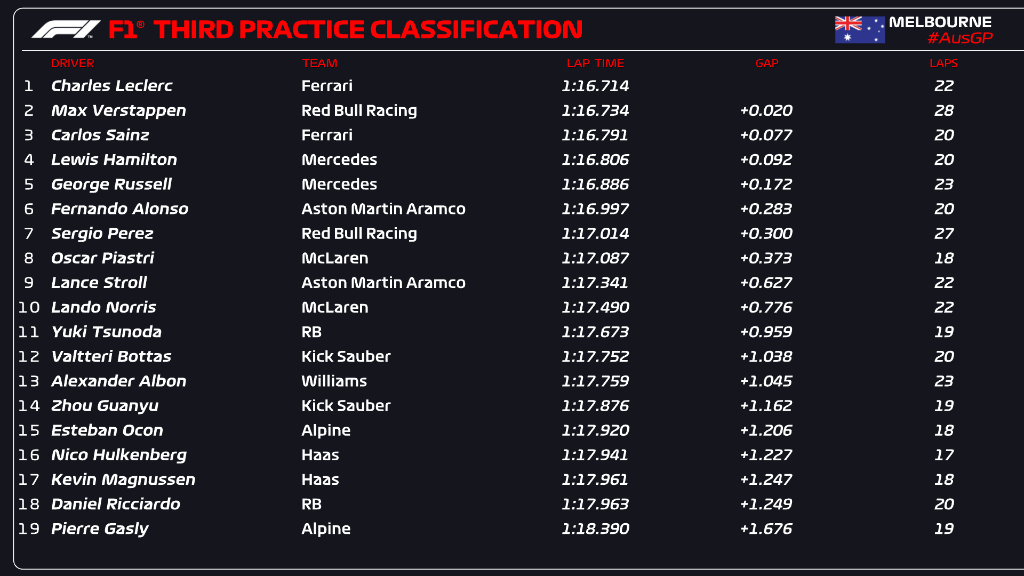 F1® THIRD PRACTICE CLASSIFICATION
MELBOURNE
#AusGP
DRIVER TEAM LAP TIME GAP LAPS
1 Charles Leclerc Ferrari 1:16.714 22
2 Max Verstappen Red Bull Racing 1:16.734 +0.020 28
3 Carlos Sainz Ferrari 1:16.791 +0.077 20
4 Lewis Hamilton Mercedes 1:16.806 +0.092 20
5 George Russell Mercedes 1:16.886 +0.172 23
6 Fernando Alonso Aston Martin Aramco 1:16.997 +0.283 20
7 Sergio Perez Red Bull Racing 1:17.014 +0.300 27
8 Oscar Piastri McLaren 1:17.087 +0.373 18
9 Lance Stroll Aston Martin Aramco 1:17.341 +0.627 22
10 Lando Norris McLaren 1:17.490 +0.776 22
11 Yuki Tsunoda RB 1:17.673 +0.959 19
12 Valtteri Bottas Kick Sauber 1:17.752 +1.038 20
13 Alexander Albon Williams 1:17.759 +1.045 23
14 Zhou Guanyu Kick Sauber 1:17.876 +1.162 19
15 Esteban Ocon Alpine 1:17.920 +1.206 18
16 Nico Hulkenberg Haas 1:17.941 +1.227 17
17 Kevin Magnussen Haas 1:17.961 +1.247 18
18 Daniel Ricciardo RB 1:17.963 +1.249 20
19 Pierre Gasly Alpine 1:18.390 +1.676 19